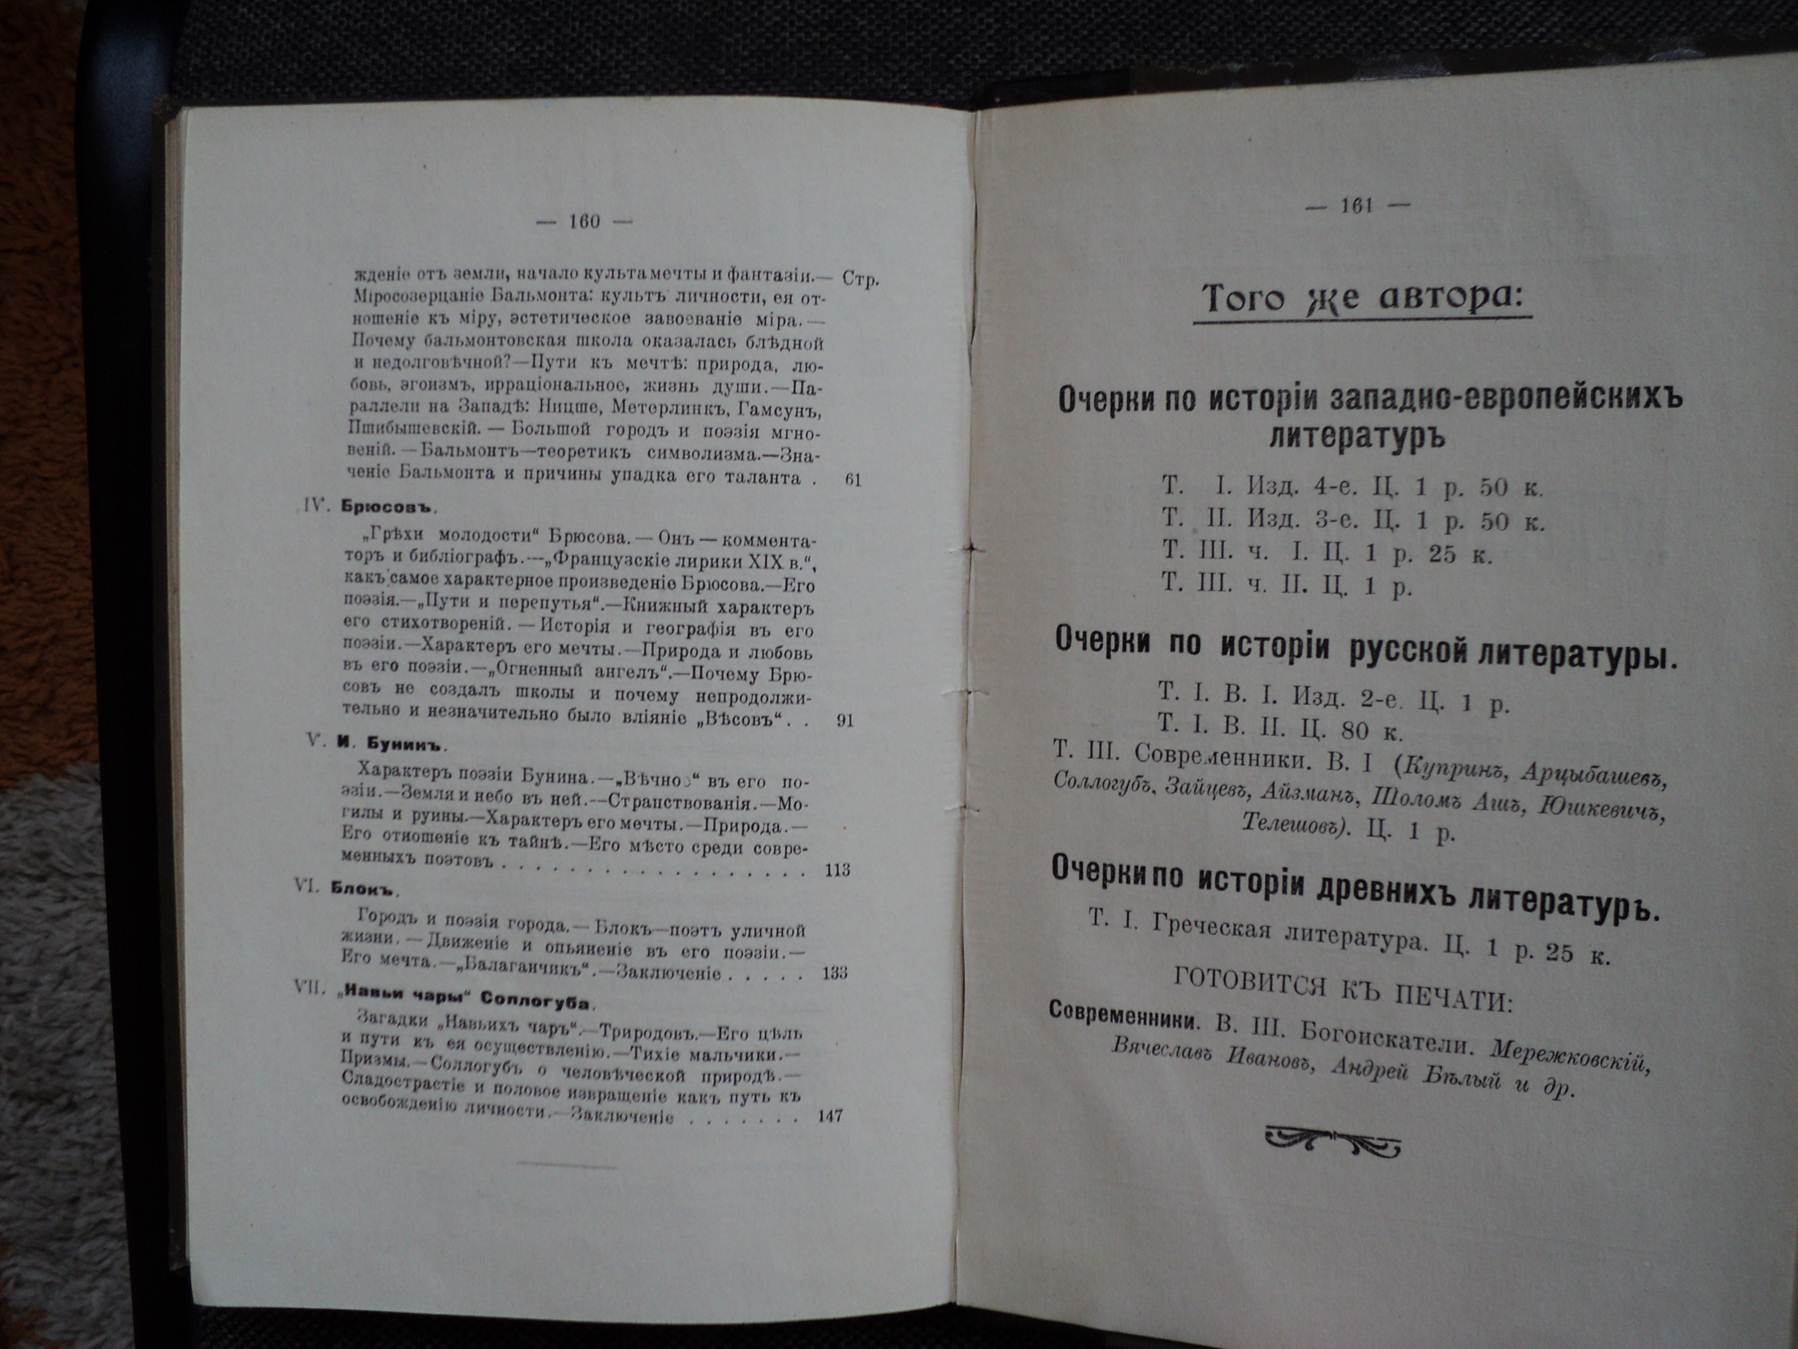 — 160 —
жденіе отъ земли, начало культа мечты и фантазіи.— Стр.
Міросозерцаніе Бальмонта: культъ личности, ея от-
ношеніе къ міру, эстетическое завоеваніе міра.—
Почему бальмонтовская школа оказалась блѣдной
и недолговѣчной?—Пути къ мечтѣ: природа, лю-
бовь, эгоизмъ, ирраціональное, жизнь души.—Па-
раллели на Западѣ: Ницше, Метерлинкъ, Гамсунъ,
Пшибышевскій. — Большой городъ и поэзія мгно-
веній. — Бальмонтъ—теоретикъ символизма.—Зна-
ченіе Бальмонта и причины упадка его таланта . 61
IV. Брюсовъ.
„Грѣхи молодости“ Брюсова. — Онъ — коммента-
торъ и библіографъ.—„Французскіе лирики XIX в.“,
какъ самое характерное произведеніе Брюсова.—Его
поэзія.—„Пути и перепутья“.—Книжный характеръ
его стихотвореній. — Исторія и географія въ его
поэзіи.—Характеръ его мечты.—Природа и любовь
въ его поэзіи.—„Огненный ангелъ“.—Почему Брю-
совъ не создалъ школы и почему непродолжи-
тельно и незначительно было вліяніе „Вѣсовъ“. . 91
V. И. Бунинъ.
Характеръ поэзіи Бунина.—„Вѣчное“ въ его по-
эзіи.—Земля и небо въ ней.—Странствованія.—Мо-
гилы и руины.—Характеръ его мечты.—Природа.—
Его отношеніе къ тайнѣ.—Его мѣсто среди совре-
менныхъ поэтовъ . . . . . . . . . . . . . . . . . . 113
VI. Блокъ.
Городъ и поэзія города.— Блокъ—поэтъ уличной
жизни. — Движеніе и опьяненіе въ его поэзіи.—
Его мечта.—„Балаганчикъ“.—Заключеніе . . . . . 133
VII. „Навьи чары“ Соллогуба.
Загадки „Навьихъ чаръ“.—Триродовъ.—Его цѣль
и пути къ ея осуществленію.—Тихіе мальчики.—
Призмы.—Соллогубъ о человѣческой природѣ.—
Сладострастіе и половое извращеніе какъ путь къ
освобожденію личности.—Заключеніе . . . . . . . 147
— 161 —
Того же автора:
Очерки по исторіи западно-европейскихъ
литературъ
Т. I. Изд. 4-е. Ц. 1 р. 50 к.
Т. II. Изд. 3-е. Ц. 1 р. 50 к.
Т. III. ч. I. Ц. 1 р. 25 к.
Т. III. ч. II. Ц. 1 р.
Очерки по исторіи русской литературы.
Т. I. В. I. Изд. 2-е. Ц. 1 р.
Т. I. В. II. Ц. 80 к.
Т. III. Современники. В. I (Купринъ, Арцыбашевъ,
Соллогубъ, Зайцевъ, Айзманъ, Шоломъ Ашъ, Юшкевичъ,
Телешовъ). Ц. 1 р.
Очерки по исторіи древнихъ литературъ.
Т. I. Греческая литература. Ц. 1 р. 25 к.
ГОТОВИТСЯ КЪ ПЕЧАТИ:
Современники. В. III. Богоискатели. Мережковскій,
Вячеславъ Ивановъ, Андрей Бѣлый и др.